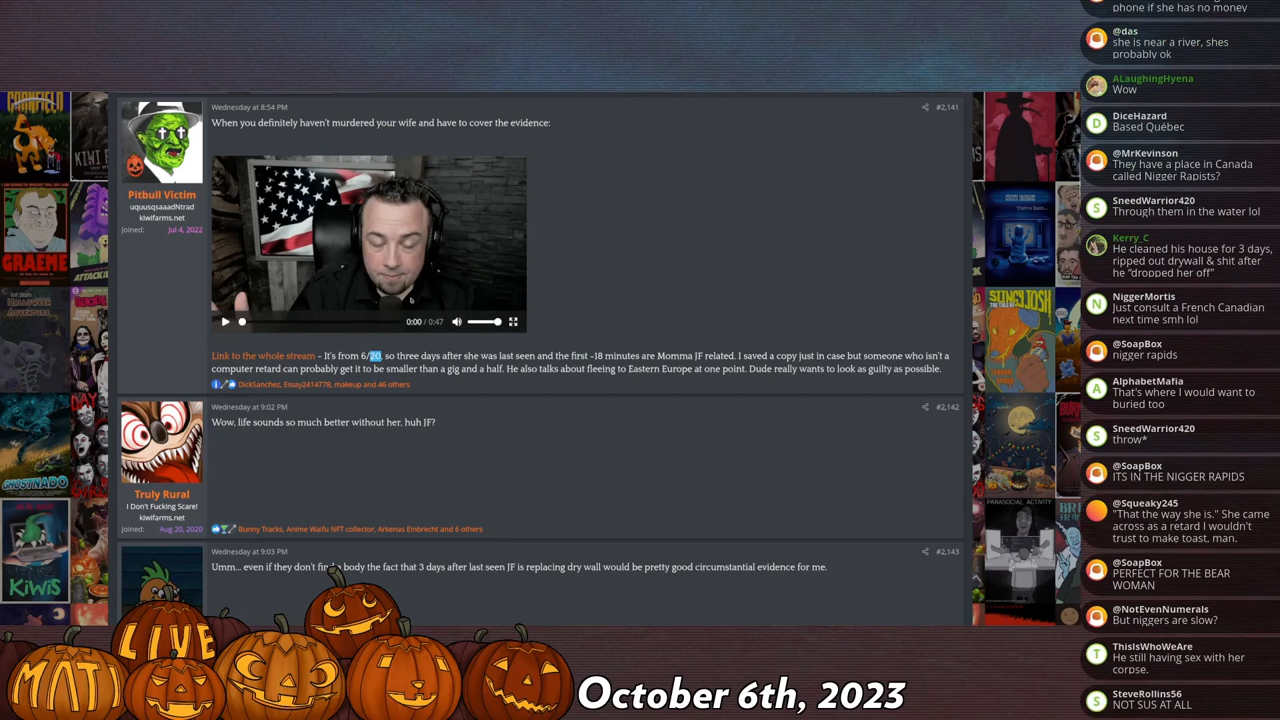 phone if she has no money
@das
she is near a river, shes
probably ok
ALaughingHyena
Wow
DiceHazard
Based Québec
@MrKevinson
They have a place in Canada
called Nigger Rapists?
SneedWarrior420
Through them in the water lol
Kerry_C
He cleaned his house for 3 days,
ripped out drywall & shit after
he “dropped her off”
NiggerMortis
Just consult a French Canadian
next time smh lol
@SoapBox
nigger rapids
AlphabetMafia
That's where I would want to
buried too
SneedWarrior420
throw*
@SoapBox
ITS IN THE NIGGER RAPIDS
@Squeaky245
"That the way she is." She came
across a retard I wouldn't
trust to make toast, man.
@SoapBox
PERFECT FOR THE BEAR
WOMAN
@NotEvenNumerals
But niggers are slow?
ThisIsWhoWeAre
He still having sex with her
corpse.
SteveRollins56
NOT SUS AT ALL
Wednesday at 8:54 PM
#2,141
When you definitely haven't murdered your wife and have to cover the evidence:
Pitbull Victim
uquusqsaaadNtrad
kiwifarms.net
Joined: Jul 4, 2022
0:00 / 0:47
Link to the whole stream - It's from 6/20, so three days after she was last seen and the first ~18 minutes are Momma JF related. I saved a copy just in case but someone who isn't a
computer retard can probably get it to be smaller than a gig and a half. He also talks about fleeing to Eastern Europe at one point. Dude really wants to look as guilty as possible.
DickSanchez, Essay2414778, makeup and 46 others
Wednesday at 9:02 PM
#2,142
Wow, life sounds so much better without her, huh JF?
Truly Rural
I Don't Fucking Scare!
kiwifarms.net
Joined: Aug 20, 2020
Bunny Tracks, Anime Waifu NFT collector, Arkenas Einbrecht and 6 others
Wednesday at 9:03 PM
#2,143
Umm... even if they don't find body the fact that 3 days after last seen JF is replacing dry wall would be pretty good circumstantial evidence for me.
GRAEME
GHOSTNADO
KiWiS
STINGY JOSH
PARASOCIAL ACTIVITY
LIVE
MATI
October 6th, 2023